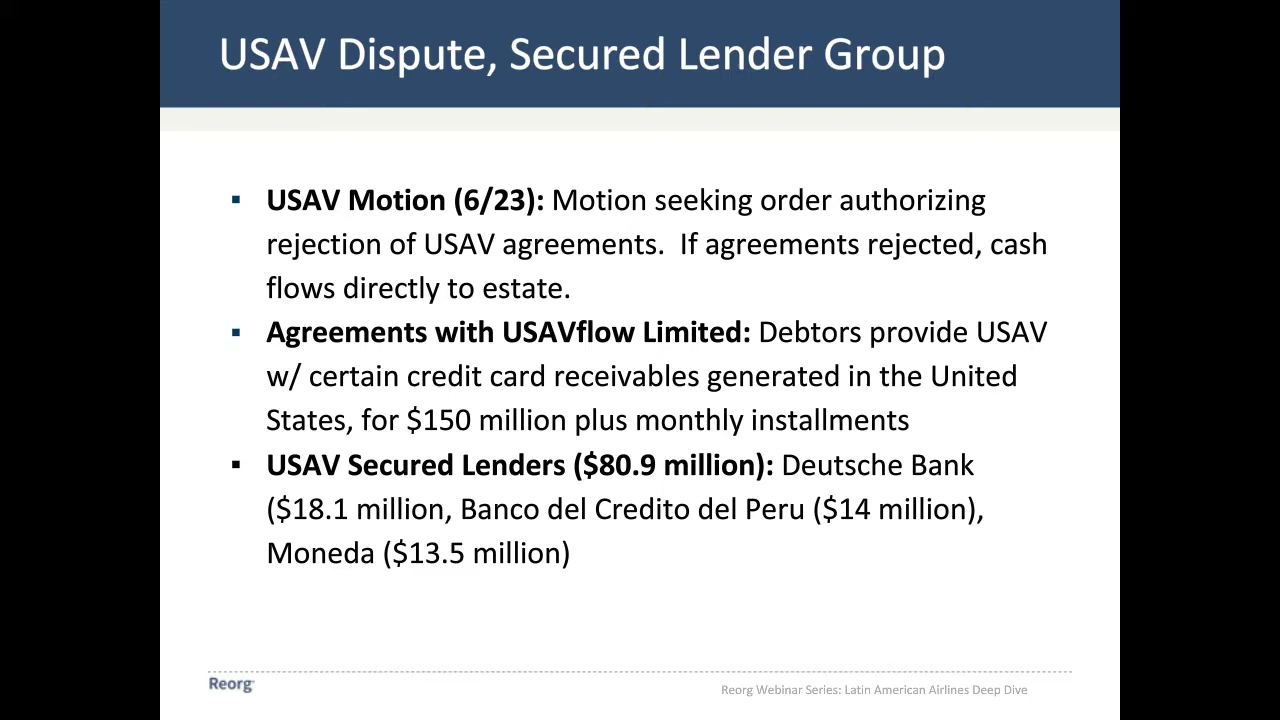 USAV Dispute, Secured Lender Group
▪ USAV Motion (6/23): Motion seeking order authorizing
rejection of USAV agreements.  If agreements rejected, cash
flows directly to estate.
▪ Agreements with USAVflow Limited: Debtors provide USAV
w/ certain credit card receivables generated in the United
States, for $150 million plus monthly installments
▪ USAV Secured Lenders ($80.9 million): Deutsche Bank
($18.1 million, Banco del Credito del Peru ($14 million),
Moneda ($13.5 million)
Reorg
Reorg Webinar Series: Latin American Airlines Deep Dive